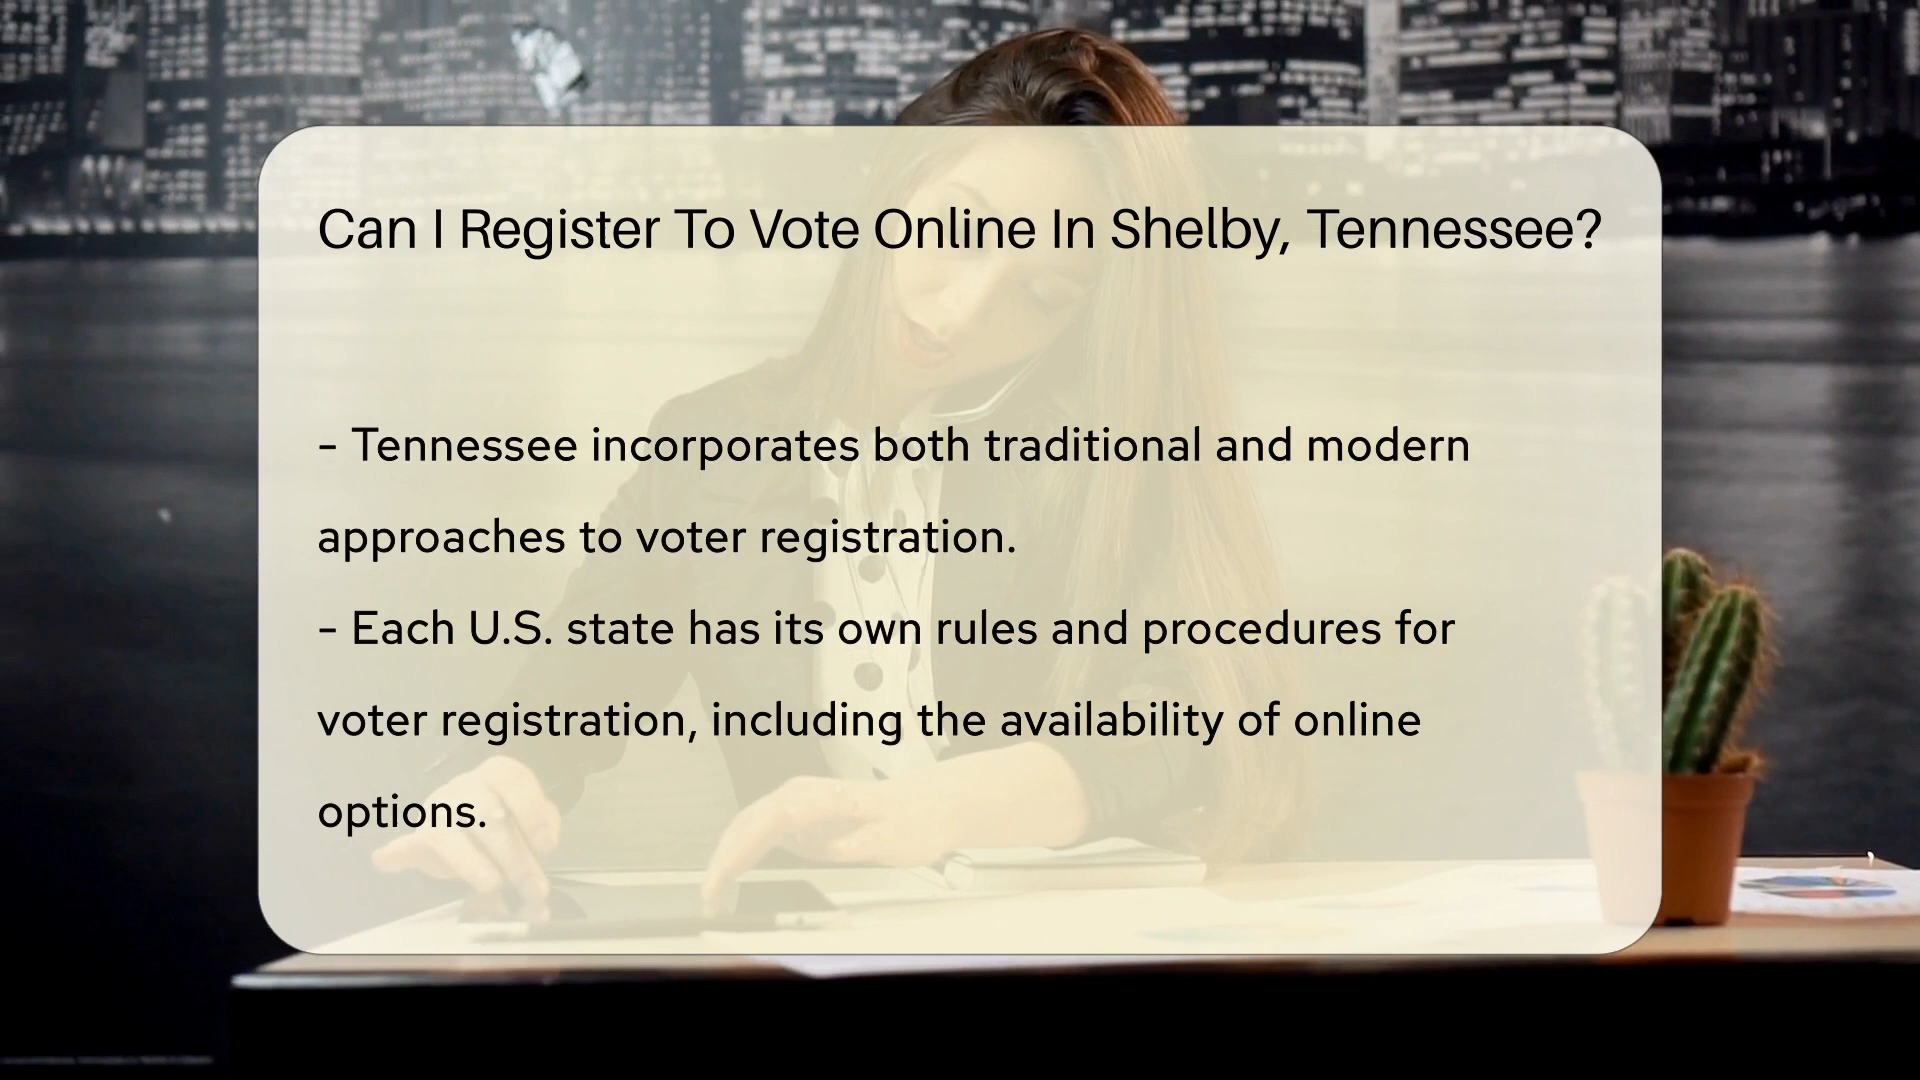 Can I Register To Vote Online In Shelby, Tennessee?
- Tennessee incorporates both traditional and modern
approaches to voter registration.
- Each U.S. state has its own rules and procedures for
voter registration, including the availability of online
options.